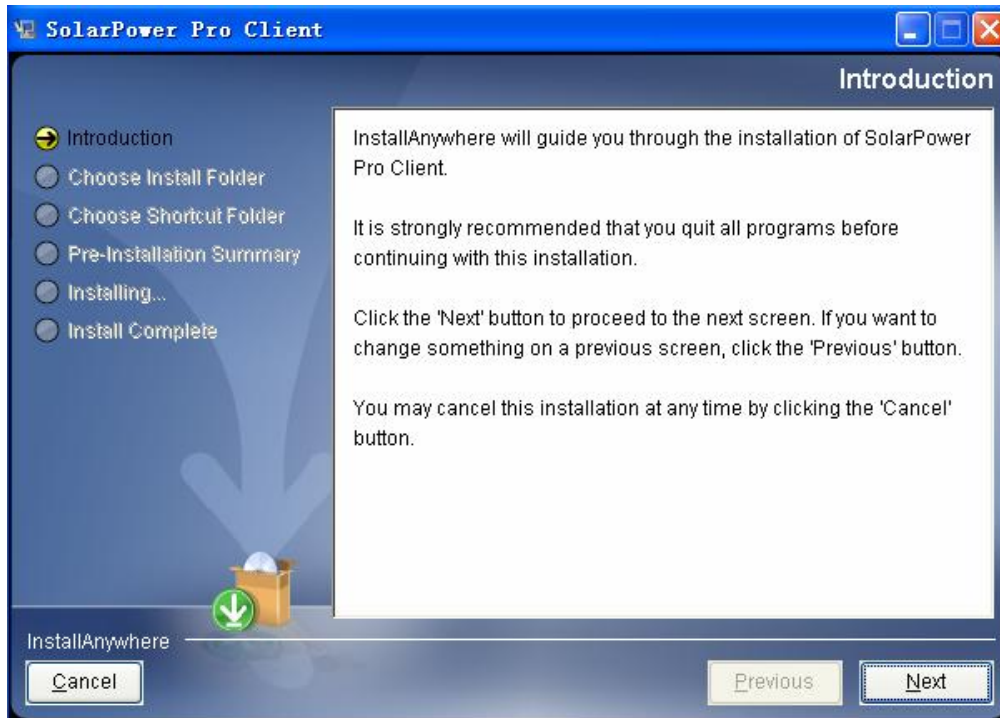 SolarPower Pro Client
Introduction
Introduction
Choose Install Folder
Choose Shortcut Folder
Pre-Installation Summary
Installing...
Install Complete
InstallAnywhere will guide you through the installation of SolarPower
Pro Client.
It is strongly recommended that you quit all programs before
continuing with this installation.
Click the 'Next' button to proceed to the next screen. If you want to
change something on a previous screen, click the 'Previous' button.
You may cancel this installation at any time by clicking the 'Cancel'
button.
InstallAnywhere
Cancel
Previous
Next